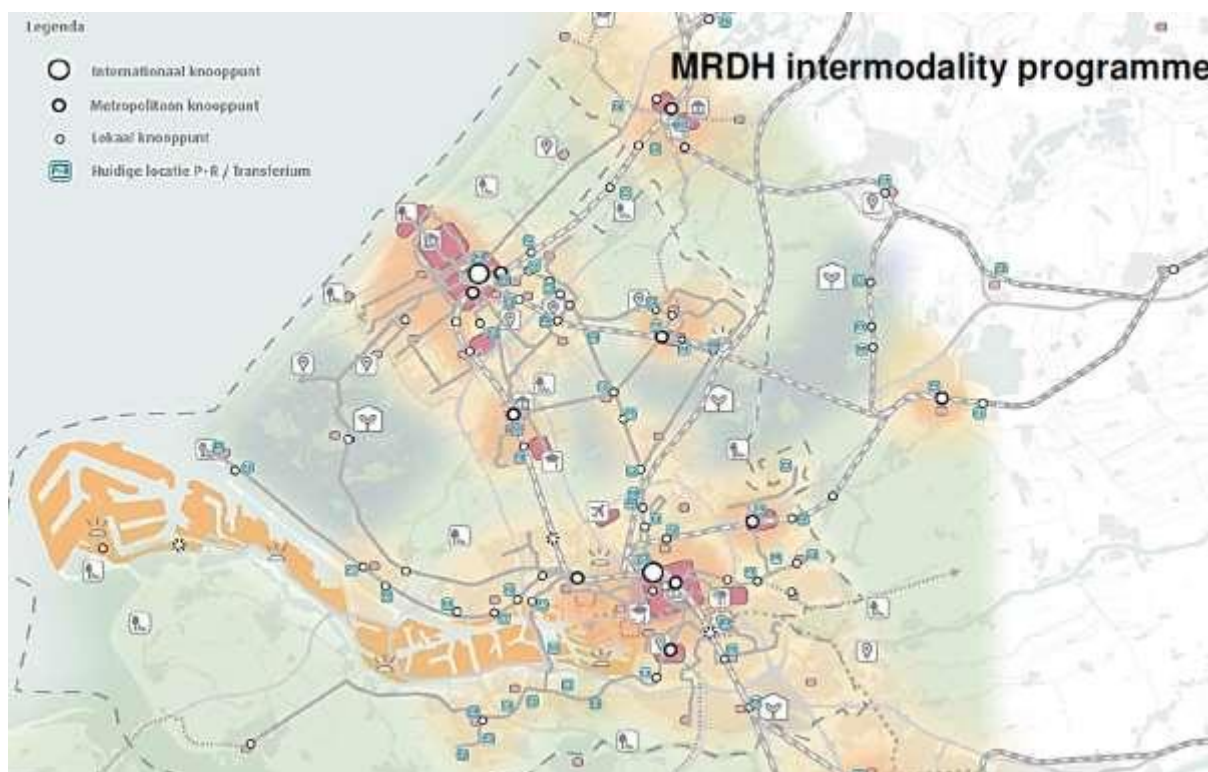 Legenda
MRDH intermodality programme
Internationaal knooppunt
Metropolitaan knooppunt
Lokaal knooppunt
Huidige locatie P+R / Transferium